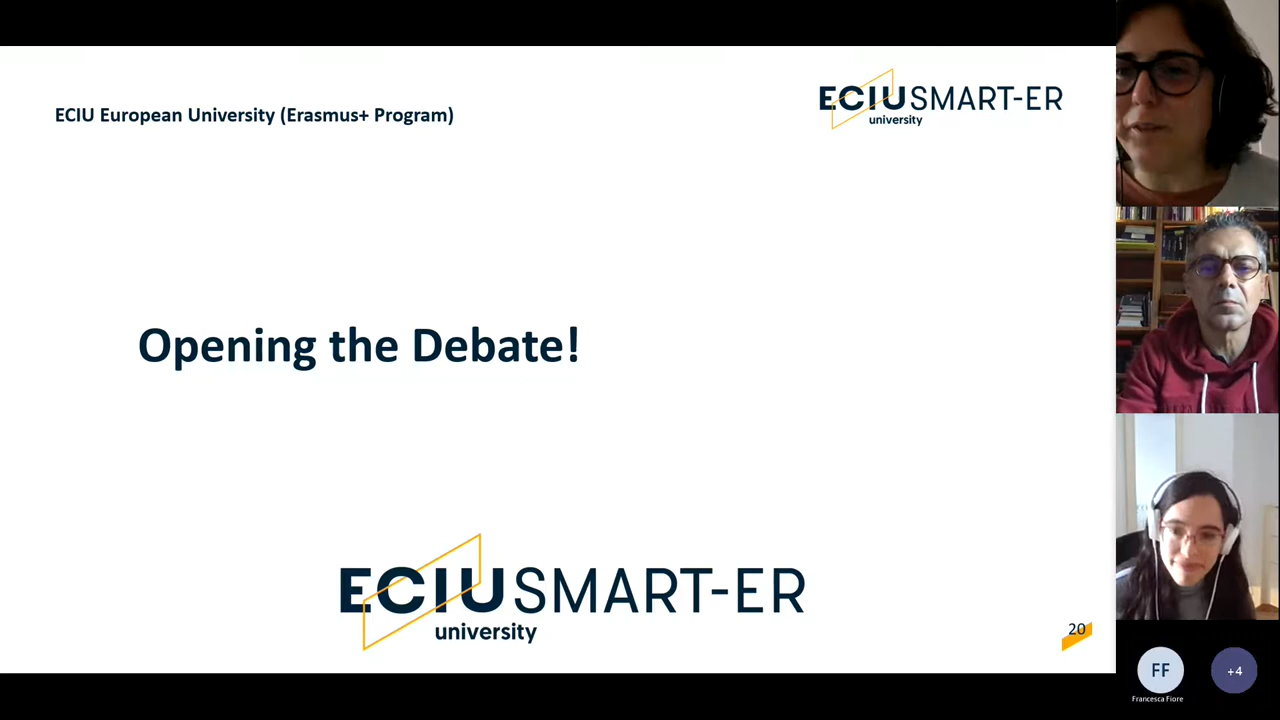 ECIU European University (Erasmus+ Program)
ECIU SMART-ER
university
Opening the Debate!
ECIU SMART-ER
university
20
FF
+4
Francesca Fiore